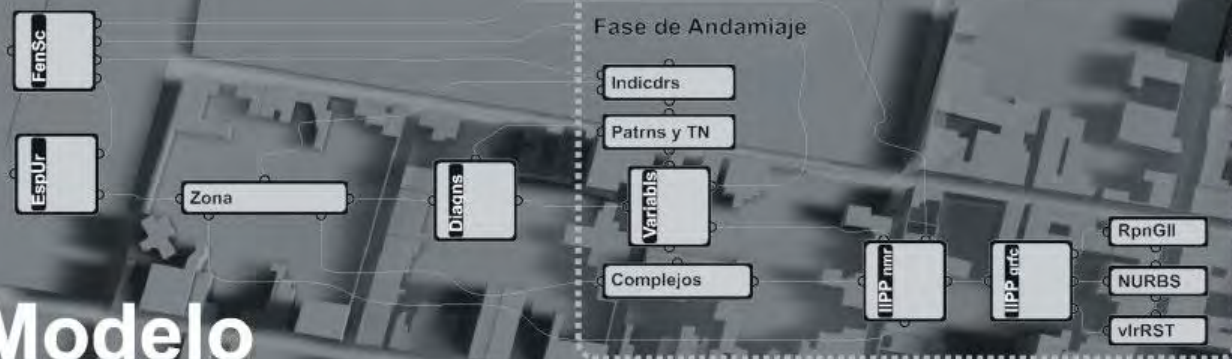 Fase de Andamiaje
FenSc
Indicdrs
Patrns y TN
EspUr
Zona
Diagns
Variabls
Complejos
IIPP nmr
IIPP grfc
RpnGll
NURBS
vlrRST
Modelo